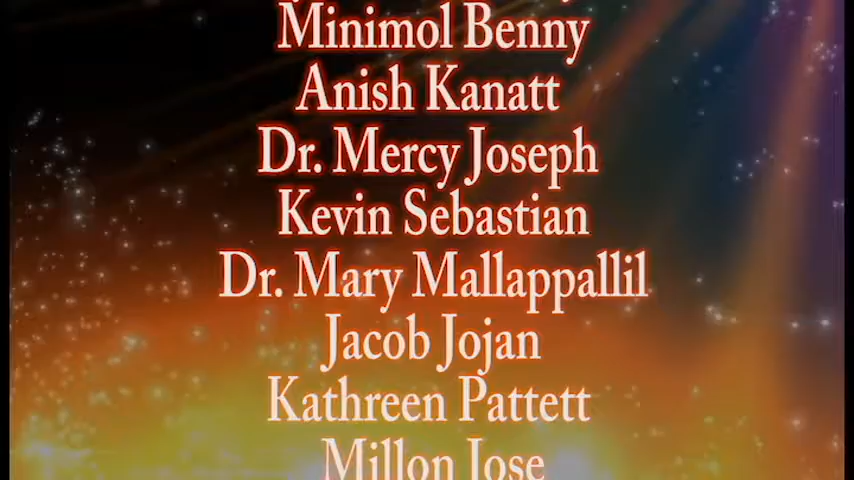 Minimol Benny
Anish Kanatt
Dr. Mercy Joseph
Kevin Sebastian
Dr. Mary Mallappallil
Jacob Jojan
Kathreen Pattett
Millon Jose